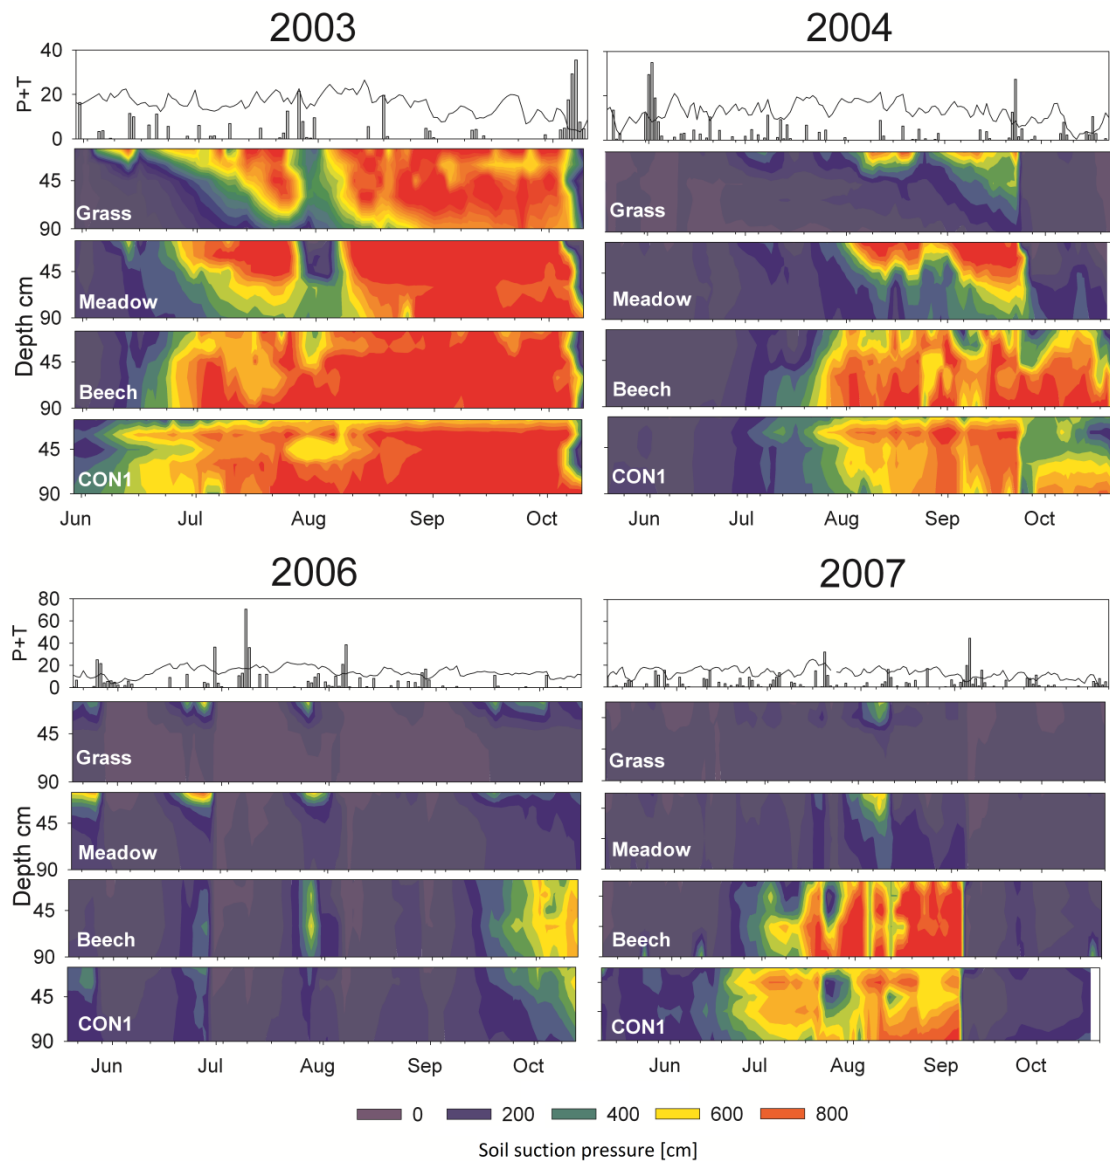 2003
2004
P+T
40
20
0
45
90
Grass
Grass
Depth cm
45
90
Meadow
Meadow
45
90
Beech
Beech
45
90
CON1
CON1
Jun Jul Aug Sep Oct
Jun Jul Aug Sep Oct
2006
2007
P+T
80
60
40
20
0
45
90
Grass
Grass
Depth cm
45
90
Meadow
Meadow
45
90
Beech
Beech
45
90
CON1
CON1
Jun Jul Aug Sep Oct
Jun Jul Aug Sep Oct
0 200 400 600 800
Soil suction pressure [cm]